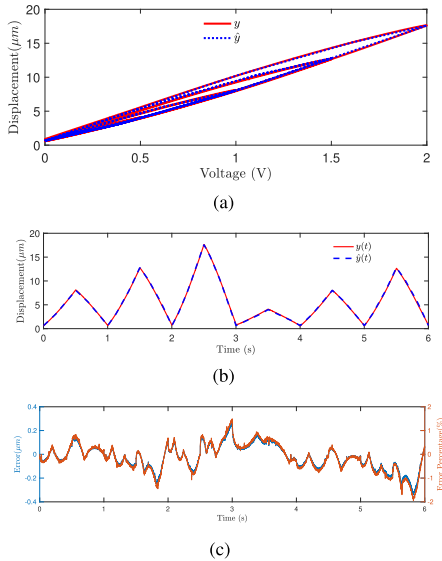 20
15
10
5
0
Displacement(μm)
y
ŷ
0
0.5
1
1.5
2
Voltage (V)
(a)
20
15
10
5
0
Displacement(μm)
y(t)
ŷ(t)
0
1
2
3
4
5
6
Time (s)
(b)
0.4
0.2
0
-0.2
-0.4
Error(μm)
2
1
0
-1
-2
Error Percentage(%)
0
1
2
3
4
5
6
Time (s)
(c)